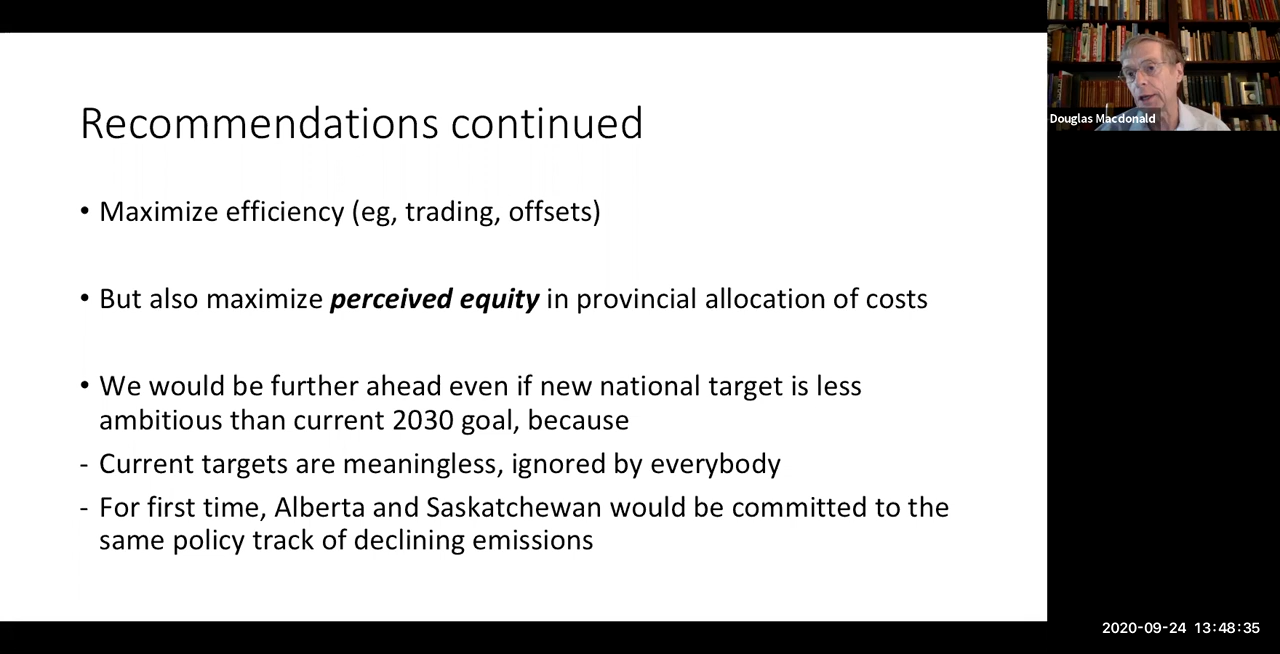 Recommendations continued
• Maximize efficiency (eg, trading, offsets)
• But also maximize perceived equity in provincial allocation of costs
• We would be further ahead even if new national target is less
ambitious than current 2030 goal, because
- Current targets are meaningless, ignored by everybody
- For first time, Alberta and Saskatchewan would be committed to the
same policy track of declining emissions
Douglas Macdonald
2020-09-24 13:48:35